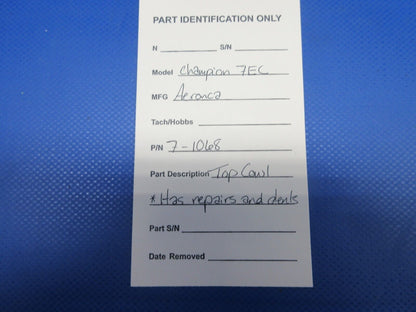 PART IDENTIFICATION ONLY
N S/N
Model Champion 7EC
MFG Aeronca
Tach/Hobbs
P/N 7-1068
Part Description Top Cowl
* Has repairs and dents
Part S/N
Date Removed